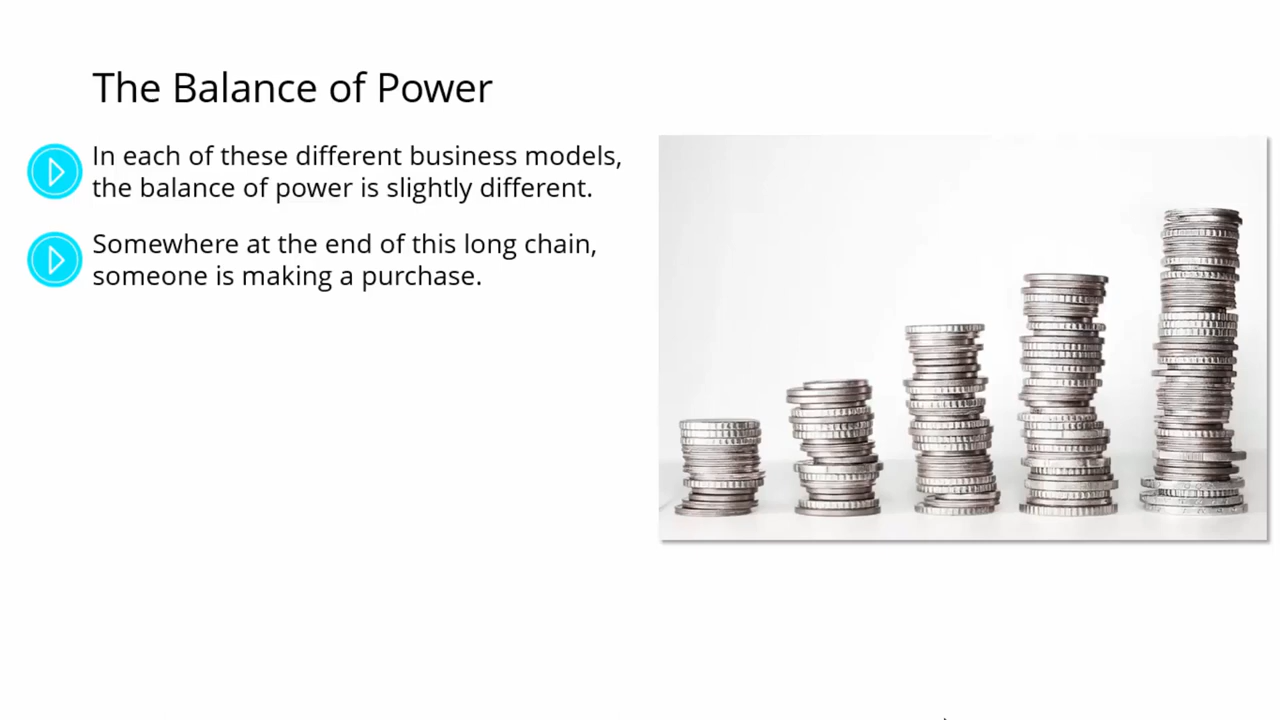 The Balance of Power
In each of these different business models,
the balance of power is slightly different.
Somewhere at the end of this long chain,
someone is making a purchase.